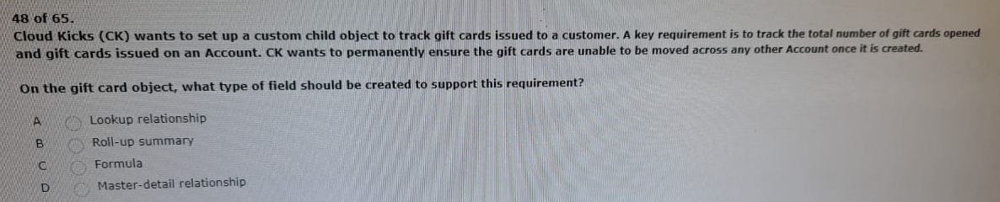 48 of 65.
Cloud Kicks (CK) wants to set up a custom child object to track gift cards issued to a customer. A key requirement is to track the total number of gift cards opened
and gift cards issued on an Account. CK wants to permanently ensure the gift cards are unable to be moved across any other Account once it is created.
On the gift card object, what type of field should be created to support this requirement?
A Lookup relationship
B Roll-up summary
C Formula
D Master-detail relationship